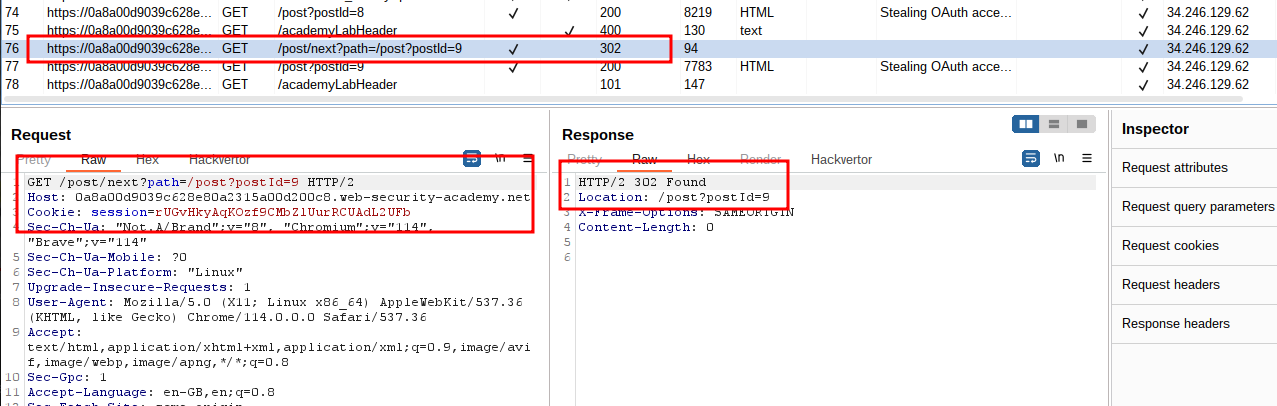 74 https://0a8a00d9039c628e... GET /post?postId=8 ✓ 200 8219 HTML Stealing OAuth acce... ✓ 34.246.129.62
75 https://0a8a00d9039c628e... GET /academyLabHeader ✓ 400 130 text ✓ 34.246.129.62
76 https://0a8a00d9039c628e... GET /post/next?path=/post?postId=9 ✓ 302 94 ✓ 34.246.129.62
77 https://0a8a00d9039c628e... GET /post?postId=9 ✓ 200 7783 HTML Stealing OAuth acce... ✓ 34.246.129.62
78 https://0a8a00d9039c628e... GET /academyLabHeader 101 147 ✓ 34.246.129.62
Request
Pretty Raw Hex Hackvertor \n
1 GET /post/next?path=/post?postId=9 HTTP/2
2 Host: 0a8a00d9039c628e80a2315a00d200c8.web-security-academy.net
3 Cookie: session=rUGvHkyAqKOzf9CMbZlUurRCUAdL2UFb
4 Sec-Ch-Ua: "Not.A/Brand";v="8", "Chromium";v="114",
"Brave";v="114"
5 Sec-Ch-Ua-Mobile: ?0
6 Sec-Ch-Ua-Platform: "Linux"
7 Upgrade-Insecure-Requests: 1
8 User-Agent: Mozilla/5.0 (X11; Linux x86_64) AppleWebKit/537.36
(KHTML, like Gecko) Chrome/114.0.0.0 Safari/537.36
9 Accept:
text/html,application/xhtml+xml,application/xml;q=0.9,image/avi
f,image/webp,image/apng,*/*;q=0.8
10 Sec-Gpc: 1
11 Accept-Language: en-GB,en;q=0.8
Response
Pretty Raw Hex Render Hackvertor \n
1 HTTP/2 302 Found
2 Location: /post?postId=9
3 X-Frame-Options: SAMEORIGIN
4 Content-Length: 0
5
6
Inspector
Request attributes
Request query parameters
Request cookies
Request headers
Response headers